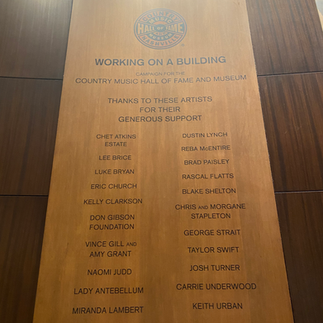 HALL OF FAME
WORKING ON A BUILDING
CAMPAIGN FOR THE
COUNTRY MUSIC HALL OF FAME AND MUSEUM
THANKS TO THESE ARTISTS
FOR THEIR
GENEROUS SUPPORT
CHET ATKINS
ESTATE
LEE BRICE
LUKE BRYAN
ERIC CHURCH
KELLY CLARKSON
DON GIBSON
FOUNDATION
VINCE GILL AND
AMY GRANT
NAOMI JUDD
LADY ANTEBELLUM
MIRANDA LAMBERT
DUSTIN LYNCH
REBA McENTIRE
BRAD PAISLEY
RASCAL FLATTS
BLAKE SHELTON
CHRIS AND MORGANE
STAPLETON
GEORGE STRAIT
TAYLOR SWIFT
JOSH TURNER
CARRIE UNDERWOOD
KEITH URBAN